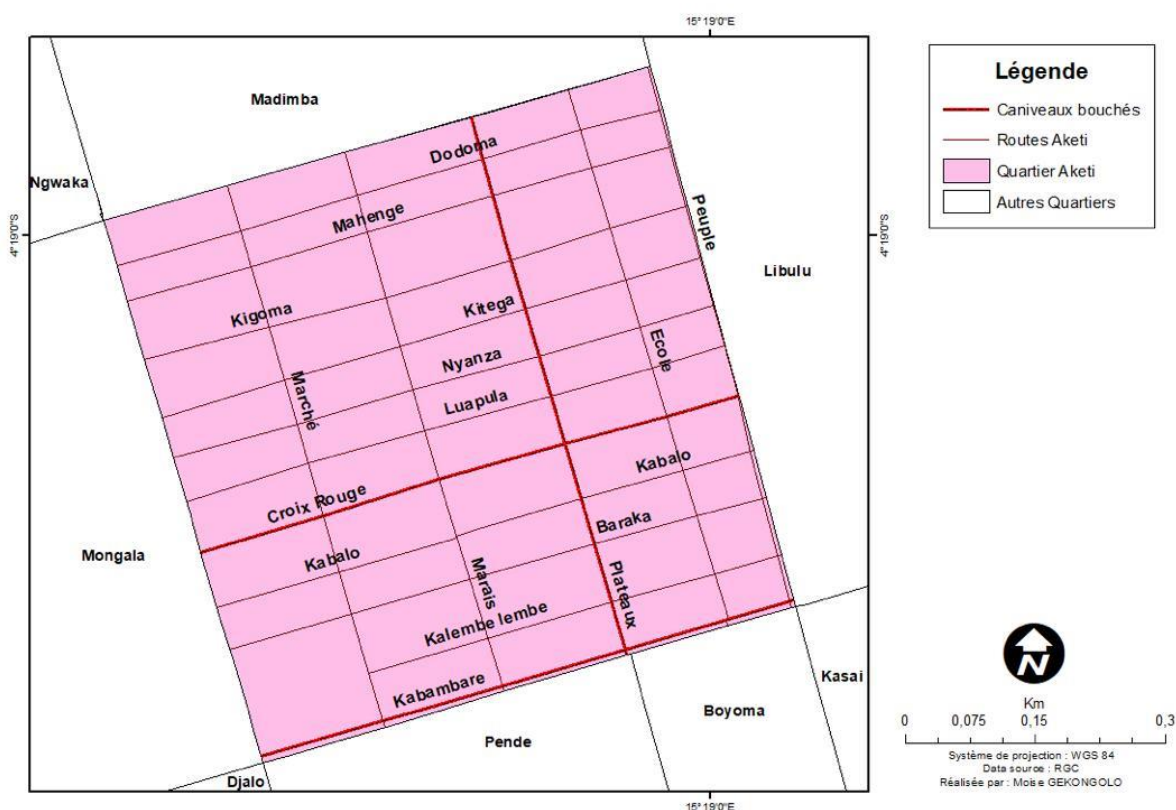 15°19'0"E
Madimba
Ngwaka
Dodoma
Mahenge
Peuple
4°19'0"S
4°19'0"S
Libulu
Kigoma
Kitega
Nyanza
Ecole
Marché
Luapula
Croix Rouge
Kabalo
Mongala
Kabalo
Baraka
Marais
Plateaux
Kalembe lembe
Kabambare
Kasai
Boyoma
Pende
Djalo
15°19'0"E
Légende
Caniveaux bouchés
Routes Aketi
Quartier Aketi
Autres Quartiers
N
Km
0 0,075 0,15 0,3
Système de projection : WGS 84
Data source : RGC
Réalisée par : Moise GEKONGOLO